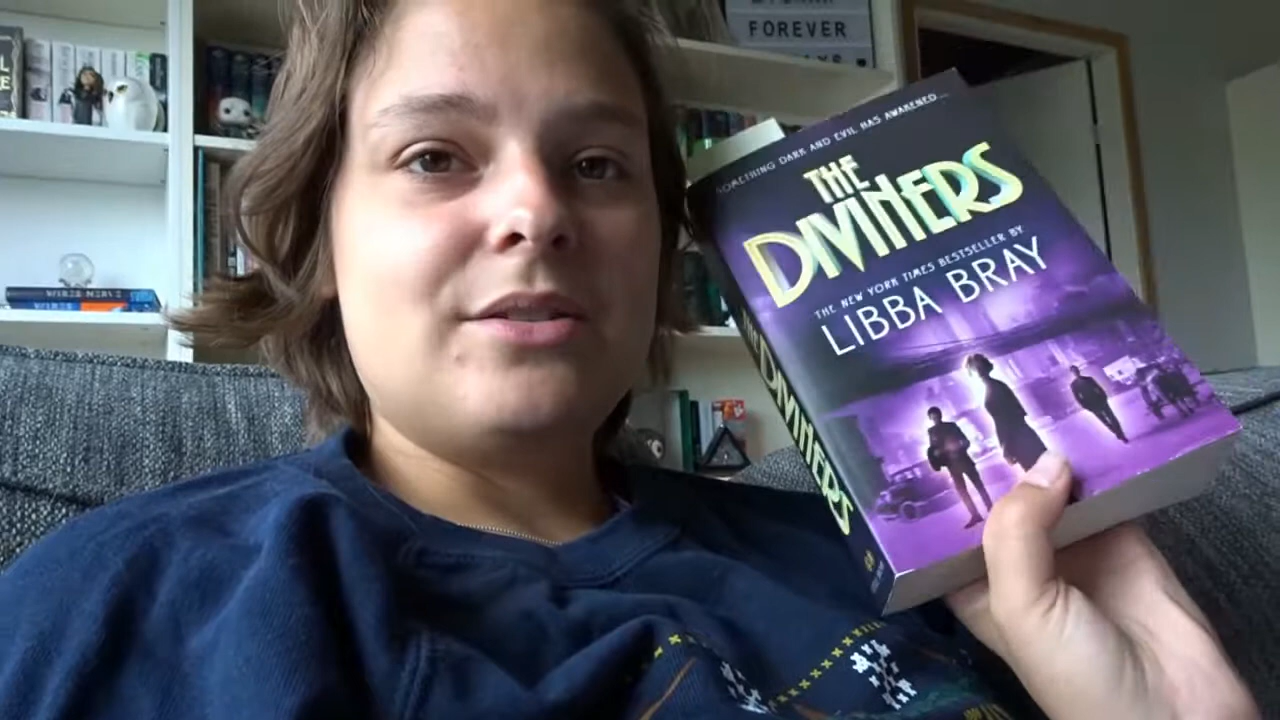 FOREVER
SOMETHING DARK AND EVIL HAS AWAKENED...
THE
DIVINERS
THE NEW YORK TIMES BESTSELLER BY
LIBBA BRAY
THE DIVINERS